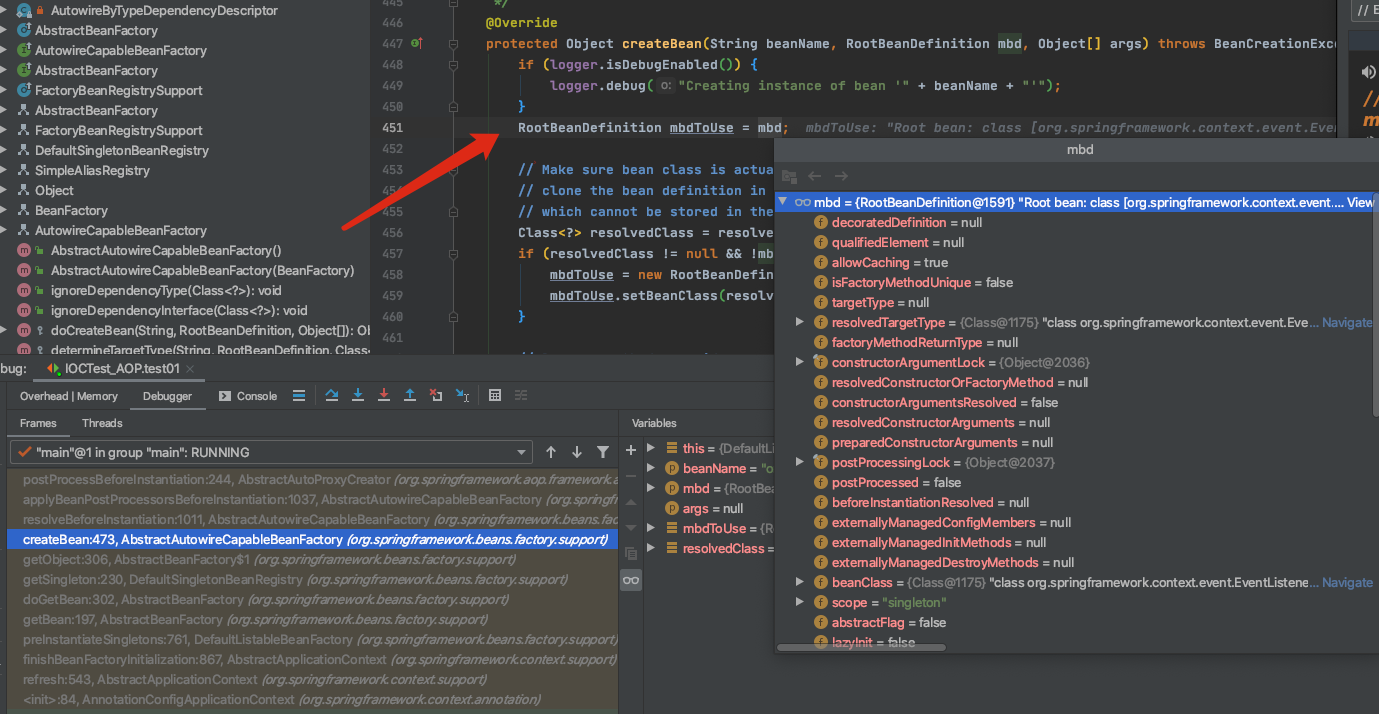 AutowireByTypeDependencyDescriptor
AbstractBeanFactory
AutowireCapableBeanFactory
AbstractBeanFactory
FactoryBeanRegistrySupport
AbstractBeanFactory
FactoryBeanRegistrySupport
DefaultSingletonBeanRegistry
SimpleAliasRegistry
Object
BeanFactory
AutowireCapableBeanFactory
AbstractAutowireCapableBeanFactory()
AbstractAutowireCapableBeanFactory(BeanFactory)
ignoreDependencyType(Class<?>): void
ignoreDependencyInterface(Class<?>): void
doCreateBean(String, RootBeanDefinition, Object[]): Ob
determineTargetType(String, RootBeanDefinition, Class
445 */
446 @Override
447 protected Object createBean(String beanName, RootBeanDefinition mbd, Object[] args) throws BeanCreationExce
448 if (logger.isDebugEnabled()) {
449 logger.debug( o: "Creating instance of bean '" + beanName + "'");
450 }
451 RootBeanDefinition mbdToUse = mbd; mbdToUse: "Root bean: class [org.springframework.context.event.Even
452
453 // Make sure bean class is actua
454 // clone the bean definition in
455 // which cannot be stored in the
456 Class<?> resolvedClass = resolve
457 if (resolvedClass != null && !mb
458 mbdToUse = new RootBeanDefin
459 mbdToUse.setBeanClass(resolv
460 }
461
// E
//
m
mbd
mbd = {RootBeanDefinition@1591} "Root bean: class [org.springframework.context.event.... View
decoratedDefinition = null
qualifiedElement = null
allowCaching = true
isFactoryMethodUnique = false
targetType = null
resolvedTargetType = {Class@1175} "class org.springframework.context.event.Eve... Navigate
factoryMethodReturnType = null
constructorArgumentLock = {Object@2036}
resolvedConstructorOrFactoryMethod = null
constructorArgumentsResolved = false
resolvedConstructorArguments = null
preparedConstructorArguments = null
postProcessingLock = {Object@2037}
postProcessed = false
beforeInstantiationResolved = null
externallyManagedConfigMembers = null
externallyManagedInitMethods = null
externallyManagedDestroyMethods = null
beanClass = {Class@1175} "class org.springframework.context.event.EventListene... Navigate
scope = "singleton"
abstractFlag = false
lazyInit = false
bug: IOCTest_AOP.test01
Overhead | Memory Debugger Console
Frames Threads
"main"@1 in group "main": RUNNING
postProcessBeforeInstantiation:244, AbstractAutoProxyCreator (org.springframework.aop.framework.a
applyBeanPostProcessorsBeforeInstantiation:1037, AbstractAutowireCapableBeanFactory (org.springfr
resolveBeforeInstantiation:1011, AbstractAutowireCapableBeanFactory (org.springframework.beans.fac
createBean:473, AbstractAutowireCapableBeanFactory (org.springframework.beans.factory.support)
getObject:306, AbstractBeanFactory$1 (org.springframework.beans.factory.support)
getSingleton:230, DefaultSingletonBeanRegistry (org.springframework.beans.factory.support)
doGetBean:302, AbstractBeanFactory (org.springframework.beans.factory.support)
getBean:197, AbstractBeanFactory (org.springframework.beans.factory.support)
preInstantiateSingletons:761, DefaultListableBeanFactory (org.springframework.beans.factory.support)
finishBeanFactoryInitialization:867, AbstractApplicationContext (org.springframework.context.support)
refresh:543, AbstractApplicationContext (org.springframework.context.support)
<init>:84, AnnotationConfigApplicationContext (org.springframework.context.annotation)
Variables
this = {DefaultList
beanName = "o
mbd = {RootBea
args = null
mbdToUse = {Ro
resolvedClass =